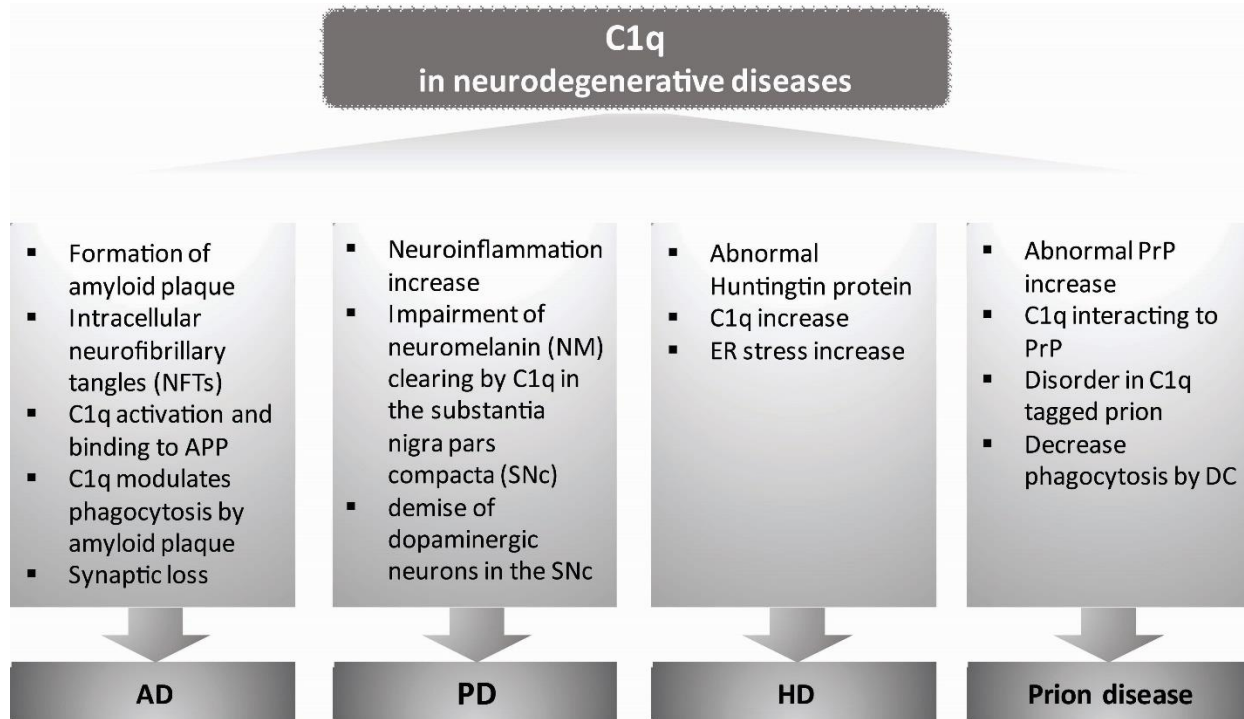 C1q
in neurodegenerative diseases
▪ Formation of
amyloid plaque
▪ Intracellular
neurofibrillary
tangles (NFTs)
▪ C1q activation and
binding to APP
▪ C1q modulates
phagocytosis by
amyloid plaque
▪ Synaptic loss
AD
▪ Neuroinflammation
increase
▪ Impairment of
neuromelanin (NM)
clearing by C1q in
the substantia
nigra pars
compacta (SNc)
▪ demise of
dopaminergic
neurons in the SNc
PD
▪ Abnormal
Huntingtin protein
▪ C1q increase
▪ ER stress increase
HD
▪ Abnormal PrP
increase
▪ C1q interacting to
PrP
▪ Disorder in C1q
tagged prion
▪ Decrease
phagocytosis by DC
Prion disease